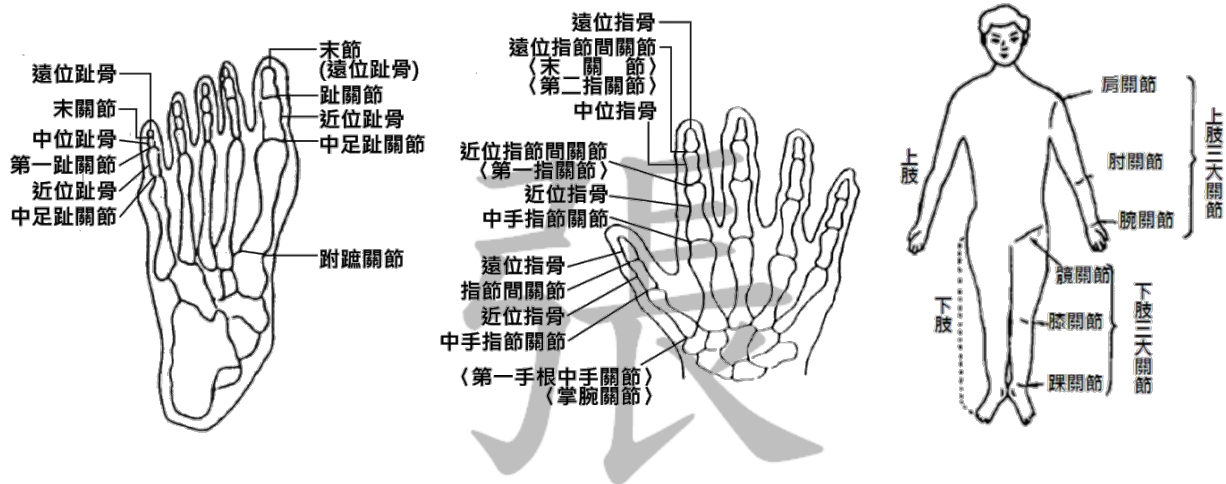 末節
(遠位趾骨)
趾關節
近位趾骨
中足趾關節
跗蹠關節
遠位趾骨
末關節
中位趾骨
第一趾關節
近位趾骨
中足趾關節
遠位指骨
遠位指節間關節
〈末關節〉
〈第二指關節〉
中位指骨
近位指節間關節
〈第一指關節〉
近位指骨
中手指節關節
遠位指骨
指節間關節
近位指骨
中手指節關節
〈第一手根中手關節〉
〈掌腕關節〉
張
上肢
下肢
肩關節
肘關節
腕關節
上肢三大關節
髖關節
膝關節
踝關節
下肢三大關節